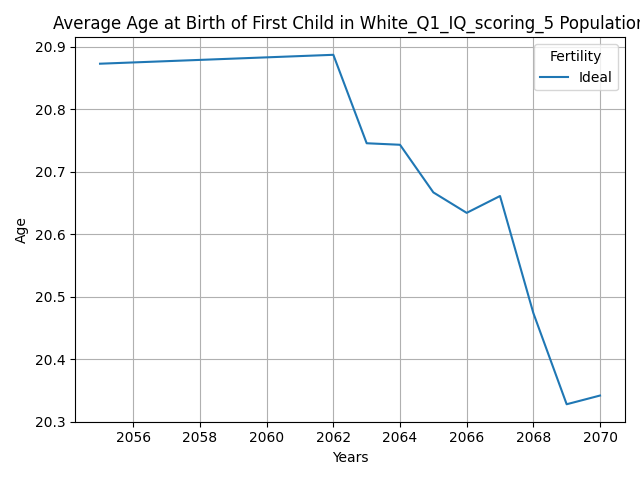 Average Age at Birth of First Child in White_Q1_IQ_scoring_5 Population
20.9
20.8
20.7
20.6
20.5
20.4
20.3
Age
Fertility
Ideal
2056 2058 2060 2062 2064 2066 2068 2070
Years